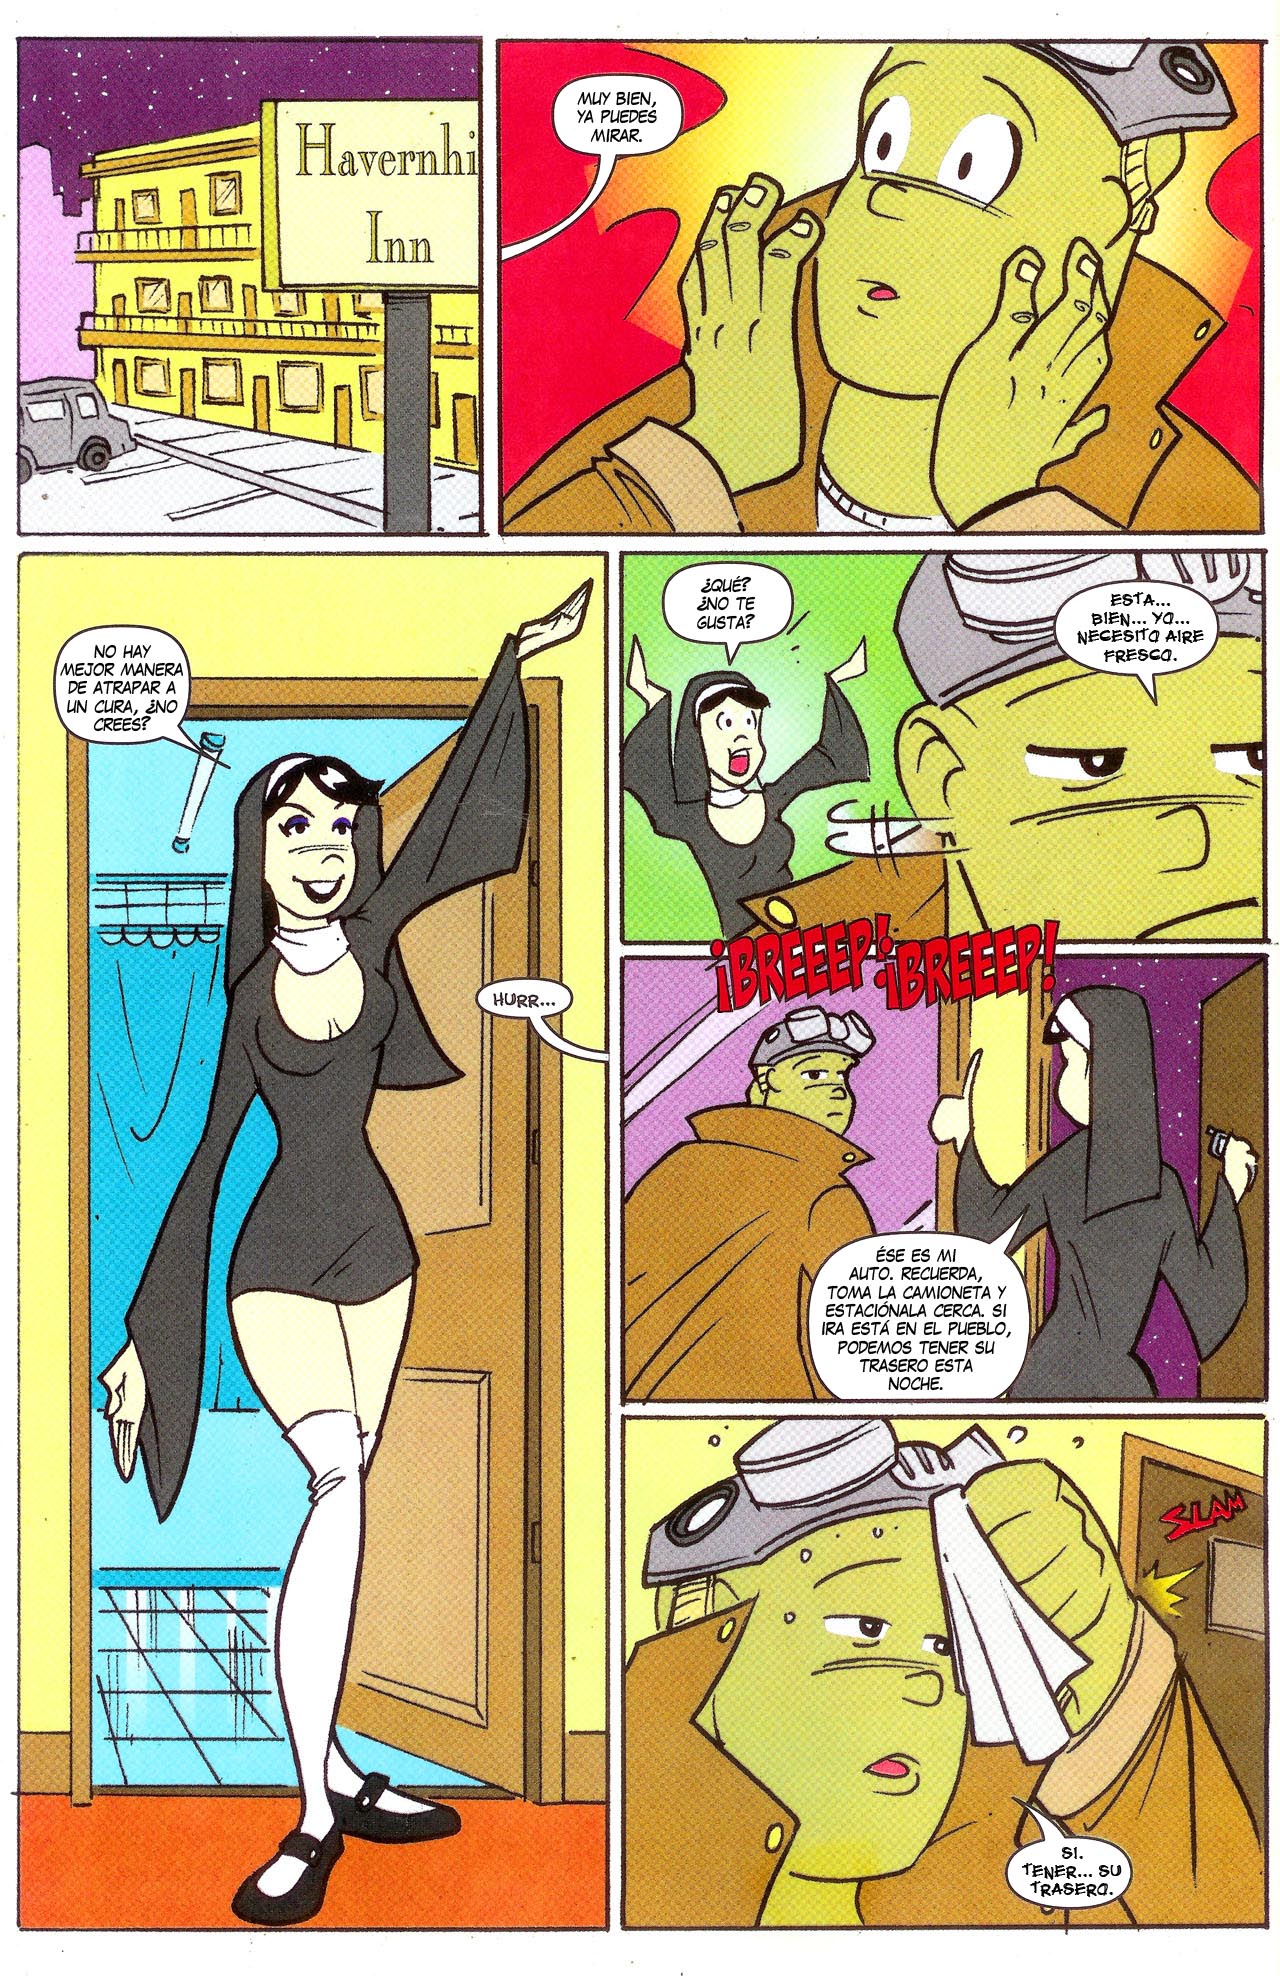 Havernhi
Inn
MUY BIEN,
YA PUEDES
MIRAR.
NO HAY
MEJOR MANERA
DE ATRAPAR A
UN CURA, ¿NO
CREES?
HURR...
¿QUÉ?
¿NO TE
GUSTA?
ESTA...
BIEN... YO...
NECESITO AIRE
FRESCO.
¡BREEEP! ¡BREEEP!
ÉSE ES MI
AUTO. RECUERDA,
TOMA LA CAMIONETA Y
ESTACIÓNALA CERCA. SI
IRA ESTÁ EN EL PUEBLO,
PODEMOS TENER SU
TRASERO ESTA
NOCHE.
SLAM
SI.
TENER... SU
TRASERO.